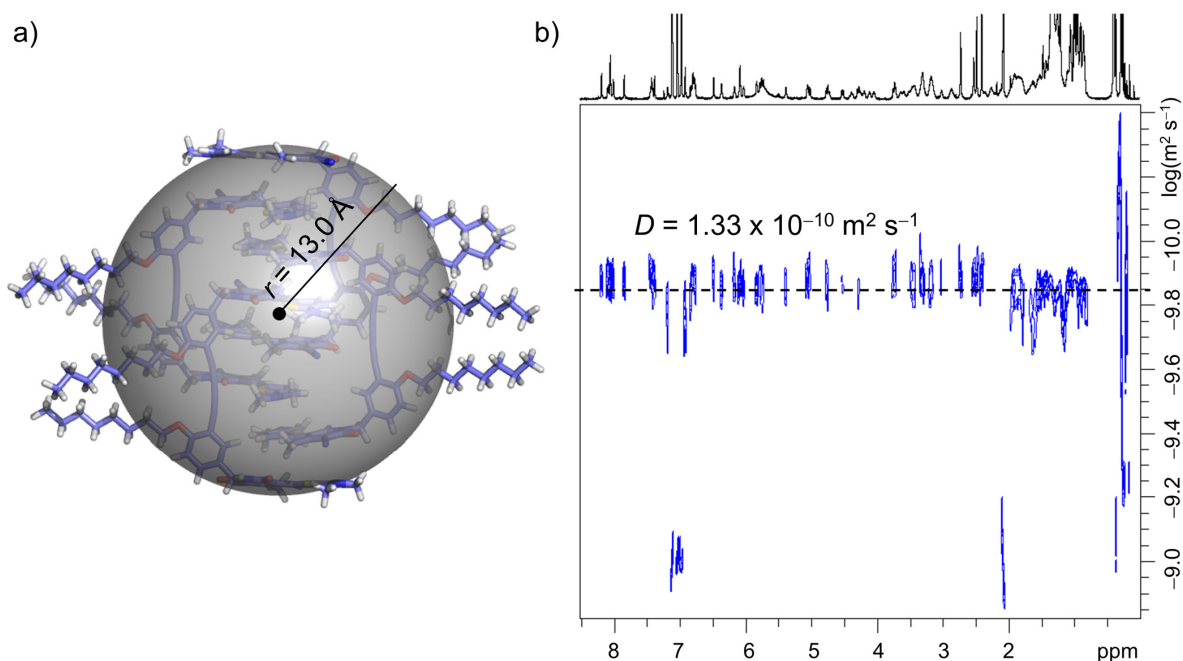 a)
r = 13.0 Å
b)
D = 1.33 x 10⁻¹⁰ m² s⁻¹
log(m² s⁻¹)
−10.0
−9.8
−9.6
−9.4
−9.2
−9.0
8 7 6 5 4 3 2 ppm